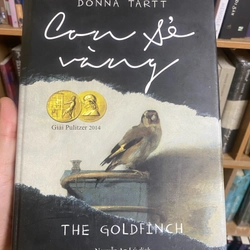 DONNA TARTT
Con sẻ
vàng
Giải Pulitzer 2014
THE GOLDFINCH